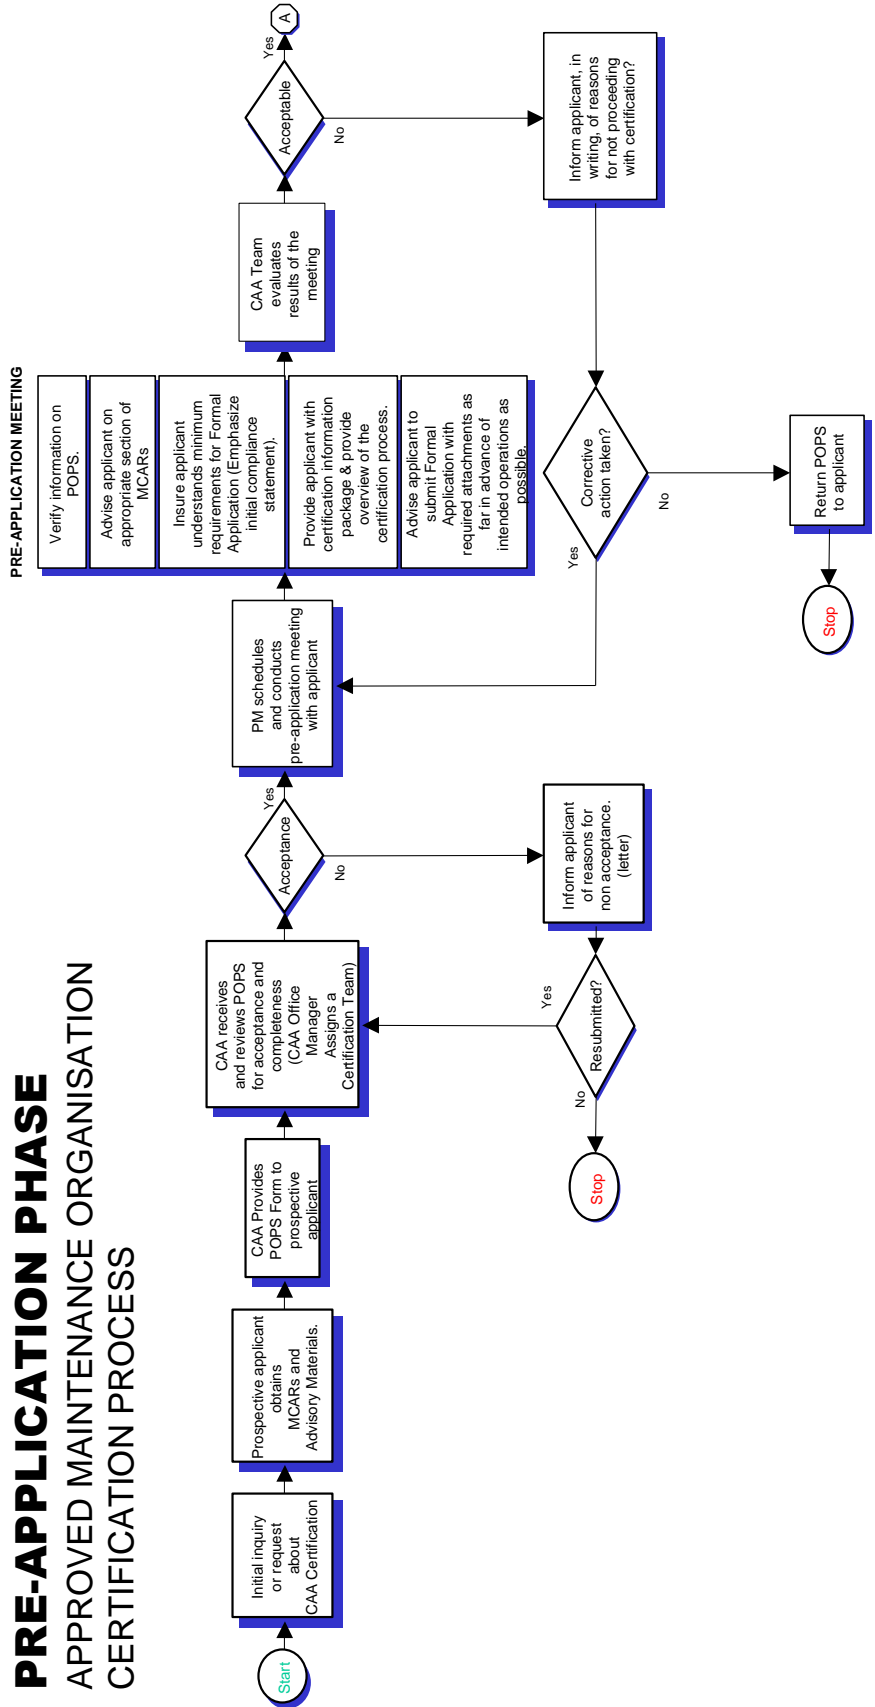 PRE-APPLICATION PHASE
APPROVED MAINTENANCE ORGANISATION
CERTIFICATION PROCESS
Start
Initial inquiry
or request
about
CAA Certification
Prospective applicant
obtains
MCARs and
Advisory Materials.
CAA Provides
POPS Form to
prospective
applicant
CAA receives
and reviews POPS
for acceptance and
completeness
(CAA Office
Manager
Assigns a
Certification Team)
Acceptance
Yes
No
Inform applicant
of reasons for
non acceptance.
(letter)
Resubmitted?
Yes
No
Stop
PM schedules
and conducts
pre-application meeting
with applicant
PRE-APPLICATION MEETING
Verify information on
POPS.
Advise applicant on
appropriate section of
MCARs
Insure applicant
understands minimum
requirements for Formal
Application (Emphasize
initial compliance
statement).
Provide applicant with
certification information
package & provide
overview of the
certification process.
Advise applicant to
submit Formal
Application with
required attachments as
far in advance of
intended operations as
possible.
CAA Team
evaluates
results of the
meeting
Acceptable
Yes
A
No
Inform applicant, in
writing, of reasons
for not proceeding
with certification?
Corrective
action taken?
Yes
No
Return POPS
to applicant
Stop